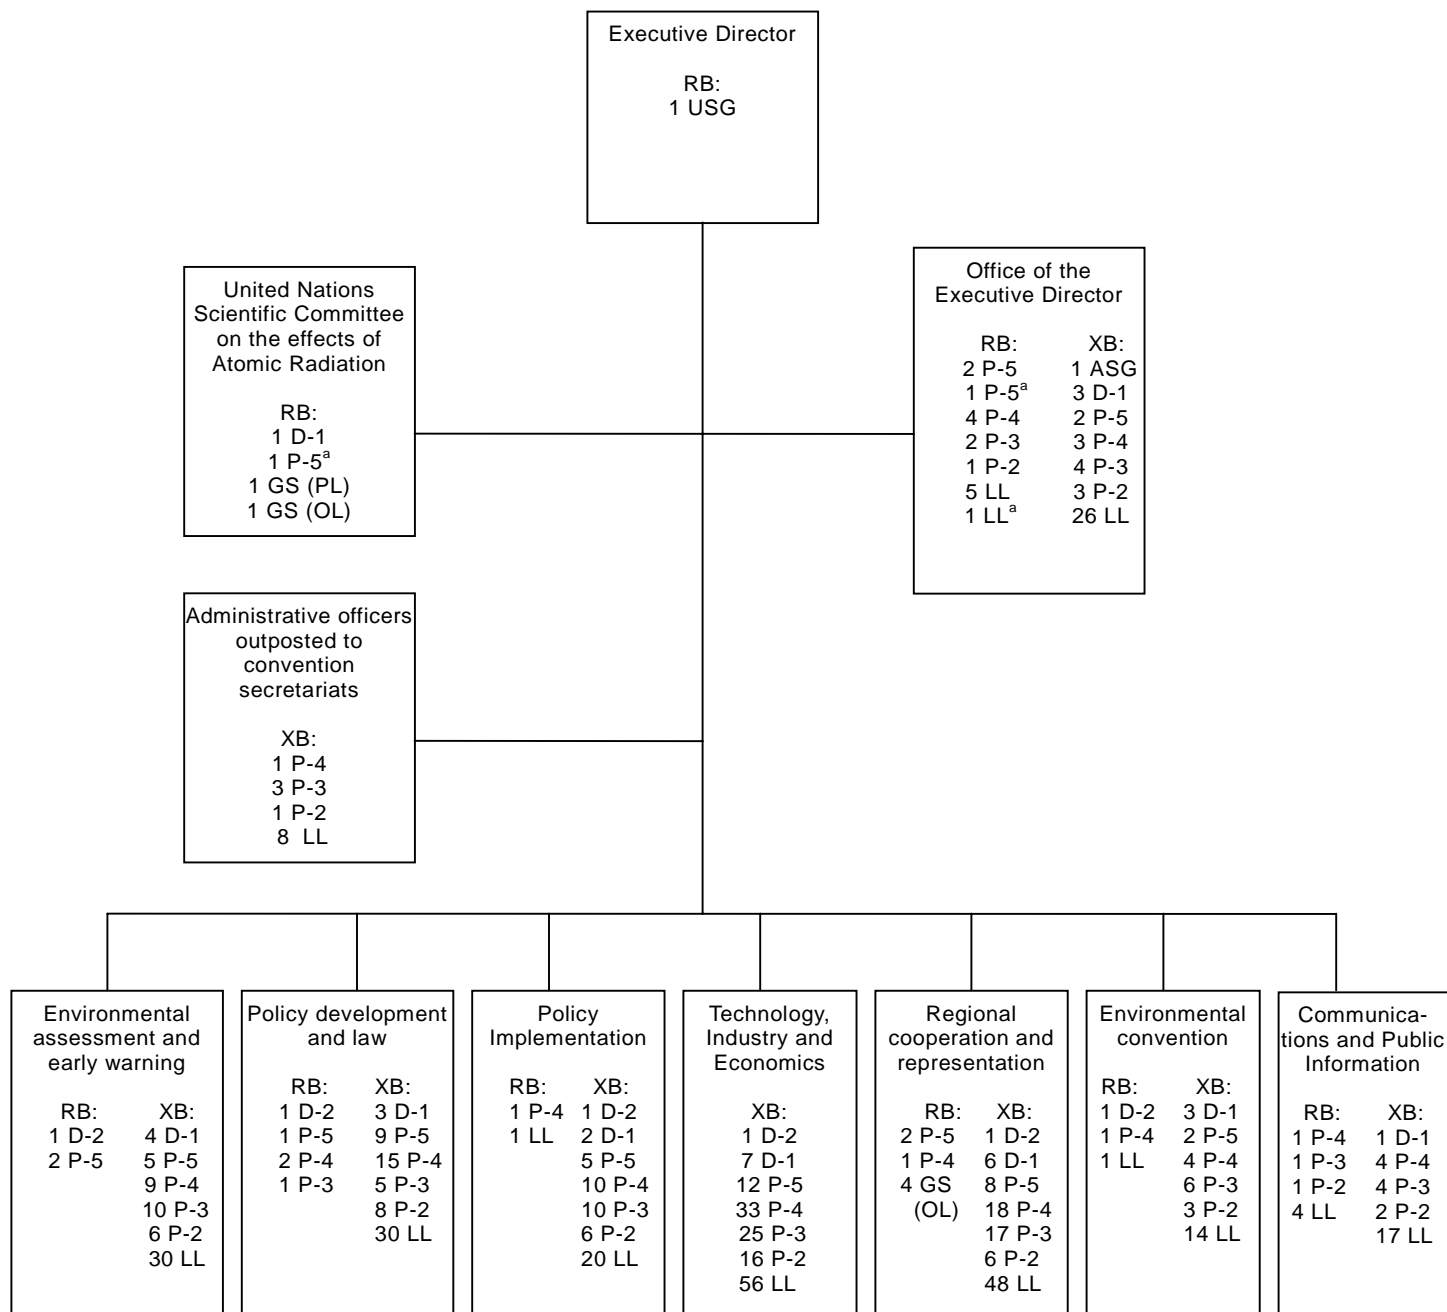 Executive Director
RB:
1 USG
United Nations
Scientific Committee
on the effects of
Atomic Radiation
RB:
1 D-1
1 P-5a
1 GS (PL)
1 GS (OL)
Office of the
Executive Director
RB:
2 P-5
1 P-5a
4 P-4
2 P-3
1 P-2
5 LL
1 LLa
XB:
1 ASG
3 D-1
2 P-5
3 P-4
4 P-3
3 P-2
26 LL
Administrative officers
outposted to
convention
secretariats
XB:
1 P-4
3 P-3
1 P-2
8 LL
Environmental
assessment and
early warning
RB:
1 D-2
2 P-5
XB:
4 D-1
5 P-5
9 P-4
10 P-3
6 P-2
30 LL
Policy development
and law
RB:
1 D-2
1 P-5
2 P-4
1 P-3
XB:
3 D-1
9 P-5
15 P-4
5 P-3
8 P-2
30 LL
Policy
Implementation
RB:
1 P-4
1 LL
XB:
1 D-2
2 D-1
5 P-5
10 P-4
10 P-3
6 P-2
20 LL
Technology,
Industry and
Economics
XB:
1 D-2
7 D-1
12 P-5
33 P-4
25 P-3
16 P-2
56 LL
Regional
cooperation and
representation
RB:
2 P-5
1 P-4
4 GS
(OL)
XB:
1 D-2
6 D-1
8 P-5
18 P-4
17 P-3
6 P-2
48 LL
Environmental
convention
RB:
1 D-2
1 P-4
1 LL
XB:
3 D-1
2 P-5
4 P-4
6 P-3
3 P-2
14 LL
Communica-
tions and Public
Information
RB:
1 P-4
1 P-3
1 P-2
4 LL
XB:
1 D-1
4 P-4
4 P-3
2 P-2
17 LL